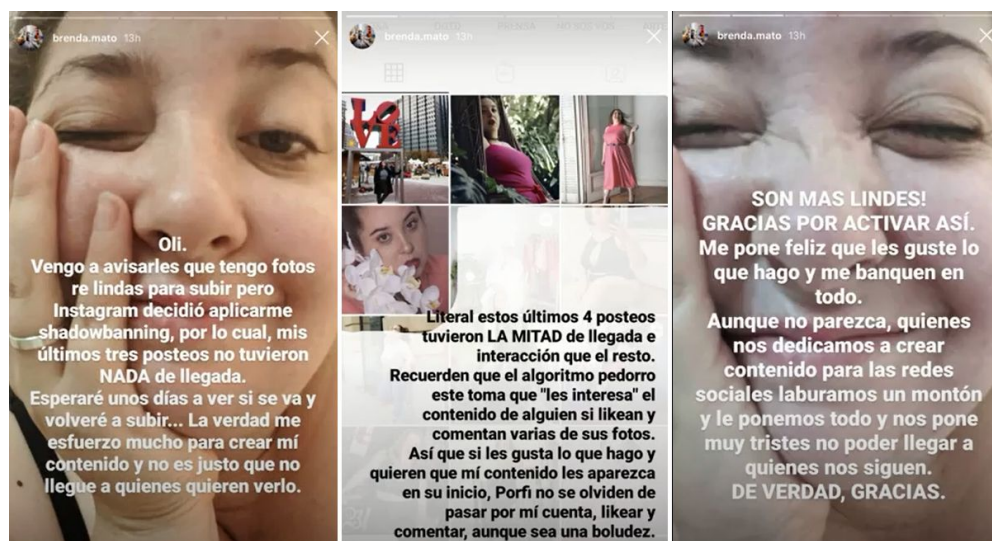 brenda.mato 13h
Oli.
Vengo a avisarles que tengo fotos
re lindas para subir pero
Instagram decidió aplicarme
shadowbanning, por lo cual, mis
últimos tres posteos no tuvieron
NADA de llegada.
Esperaré unos días a ver si se va y
volveré a subir... La verdad me
esfuerzo mucho para crear mí
contenido y no es justo que no
llegue a quienes quieren verlo.
brenda.mato 13h
LOVE
Literal estos últimos 4 posteos
tuvieron LA MITAD de llegada e
interacción que el resto.
Recuerden que el algoritmo pedorro
este toma que "les interesa" el
contenido de alguien si likean y
comentan varias de sus fotos.
Así que si les gusta lo que hago y
quieren que mí contenido les aparezca
en su inicio, Porfi no se olviden de
pasar por mí cuenta, likear y
comentar, aunque sea una boludez.
brenda.mato 13h
SON MAS LINDES!
GRACIAS POR ACTIVAR ASÍ.
Me pone feliz que les guste lo
que hago y me banquen en
todo.
Aunque no parezca, quienes
nos dedicamos a crear
contenido para las redes
sociales laburamos un montón
y le ponemos todo y nos pone
muy tristes no poder llegar a
quienes nos siguen.
DE VERDAD, GRACIAS.